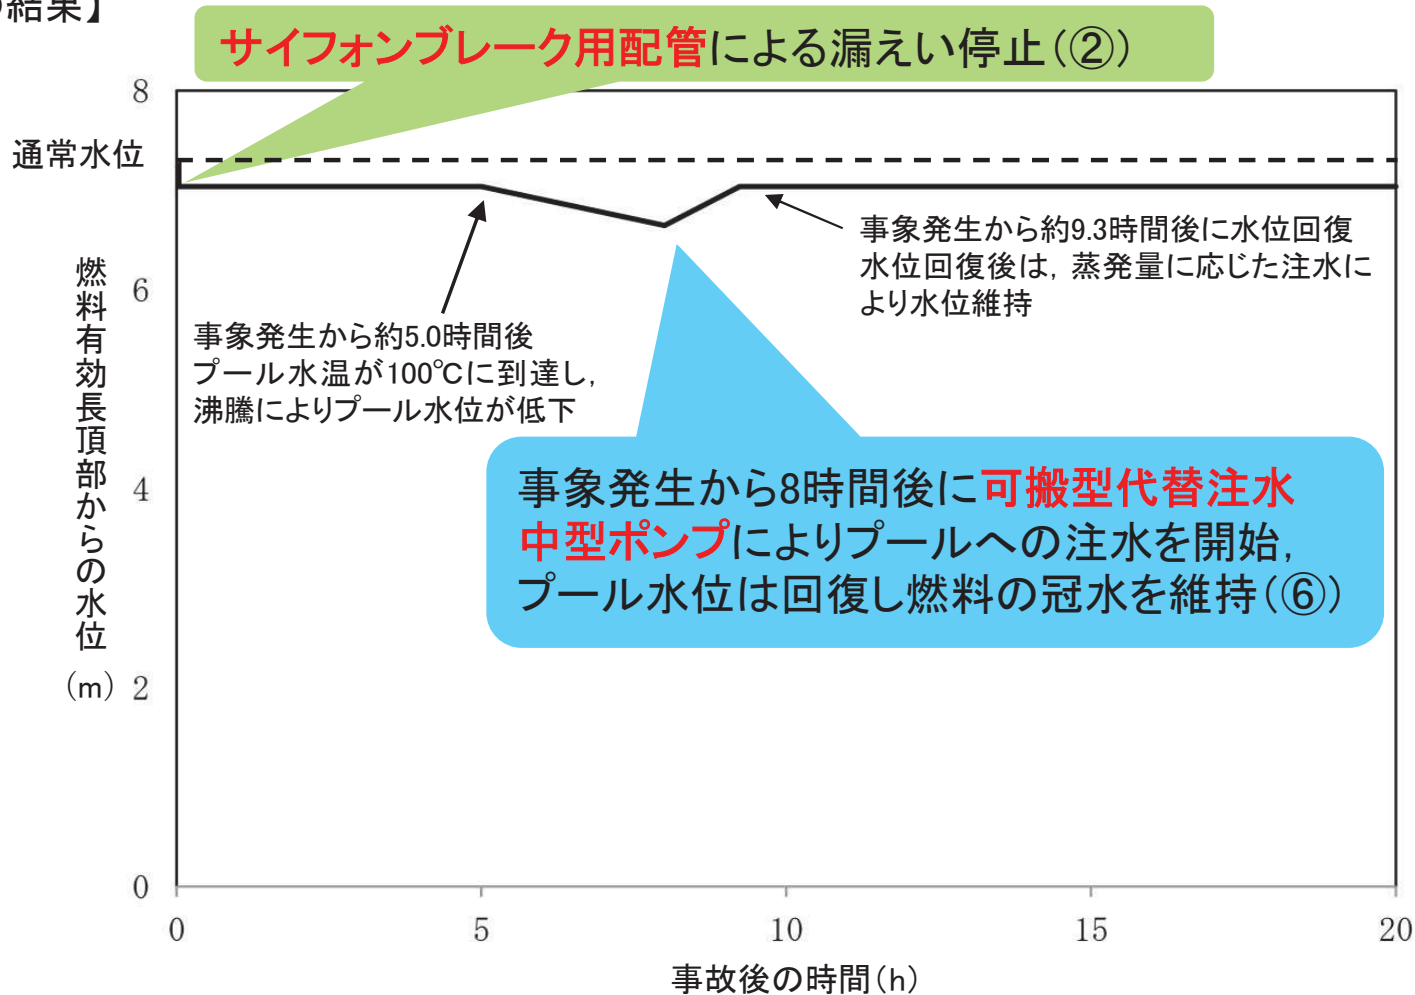 結果】
サイフォンブレーク用配管による漏えい停止(②)
8
通常水位
事象発生から約9.3時間後に水位回復
水位回復後は，蒸発量に応じた注水に
より水位維持
燃料有効長頂部からの水位
(m)
6
事象発生から約5.0時間後
プール水温が100℃に到達し，
沸騰によりプール水位が低下
4
事象発生から8時間後に可搬型代替注水
中型ポンプによりプールへの注水を開始，
プール水位は回復し燃料の冠水を維持(⑥)
2
0
0 5 10 15 20
事故後の時間(h)